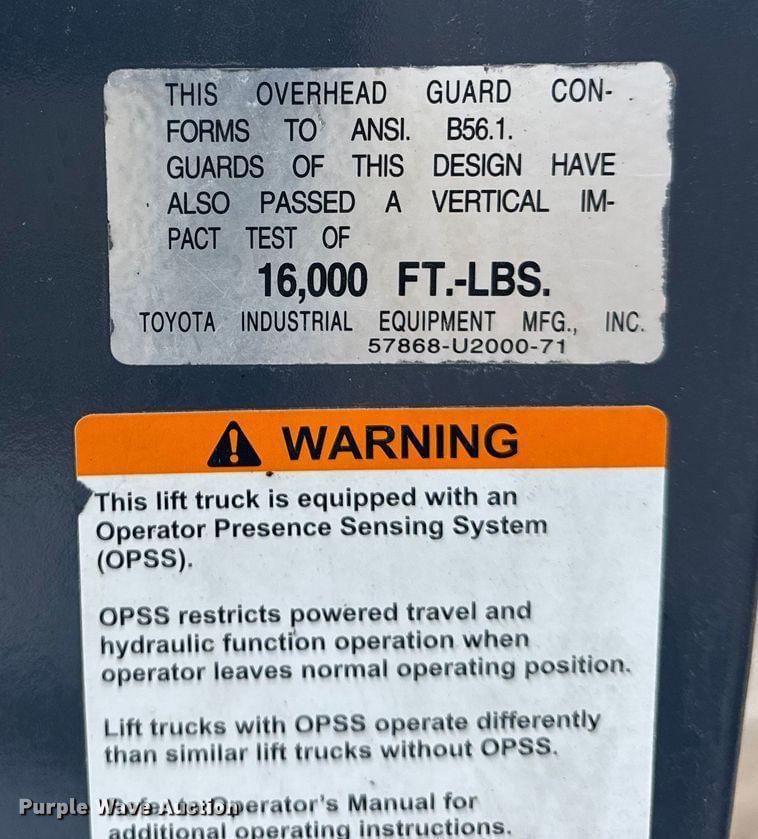 THIS OVERHEAD GUARD CON-
FORMS TO ANSI. B56.1.
GUARDS OF THIS DESIGN HAVE
ALSO PASSED A VERTICAL IM-
PACT TEST OF
16,000 FT.-LBS.
TOYOTA INDUSTRIAL EQUIPMENT MFG., INC.
57868-U2000-71
WARNING
This lift truck is equipped with an
Operator Presence Sensing System
(OPSS).
OPSS restricts powered travel and
hydraulic function operation when
operator leaves normal operating position.
Lift trucks with OPSS operate differently
than similar lift trucks without OPSS.
Refer to Operator's Manual for
additional operating instructions.
Purple Wave Auction